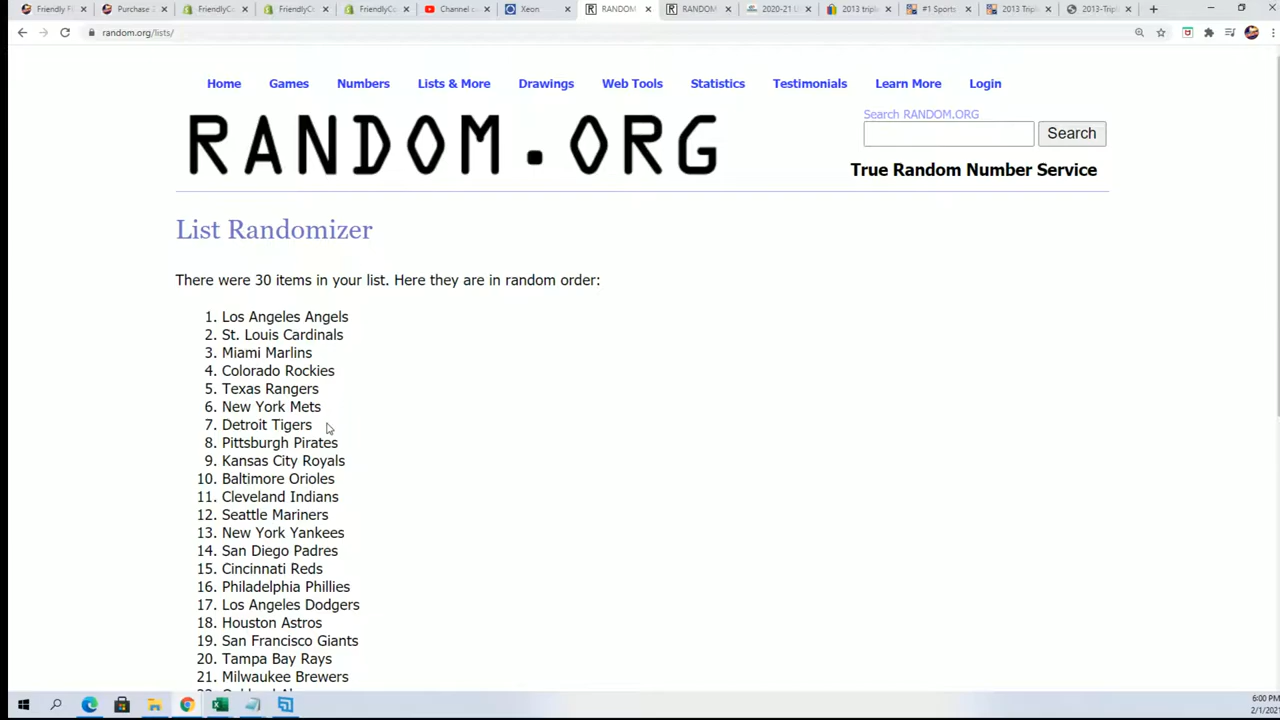 Friendly F
Purchase
FriendlyCo
FriendlyCo
FriendlyCo
Channel c
Xeon
RANDOM
RANDOM
2020-21 U
2013 triple
#1 Sports
2013 Triple
2013-Tripl
random.org/lists/
Home Games Numbers Lists & More Drawings Web Tools Statistics Testimonials Learn More Login
RANDOM.ORG
Search RANDOM.ORG
Search
True Random Number Service
List Randomizer
There were 30 items in your list. Here they are in random order:
1. Los Angeles Angels
2. St. Louis Cardinals
3. Miami Marlins
4. Colorado Rockies
5. Texas Rangers
6. New York Mets
7. Detroit Tigers
8. Pittsburgh Pirates
9. Kansas City Royals
10. Baltimore Orioles
11. Cleveland Indians
12. Seattle Mariners
13. New York Yankees
14. San Diego Padres
15. Cincinnati Reds
16. Philadelphia Phillies
17. Los Angeles Dodgers
18. Houston Astros
19. San Francisco Giants
20. Tampa Bay Rays
21. Milwaukee Brewers
6:00 PM
2/1/2021